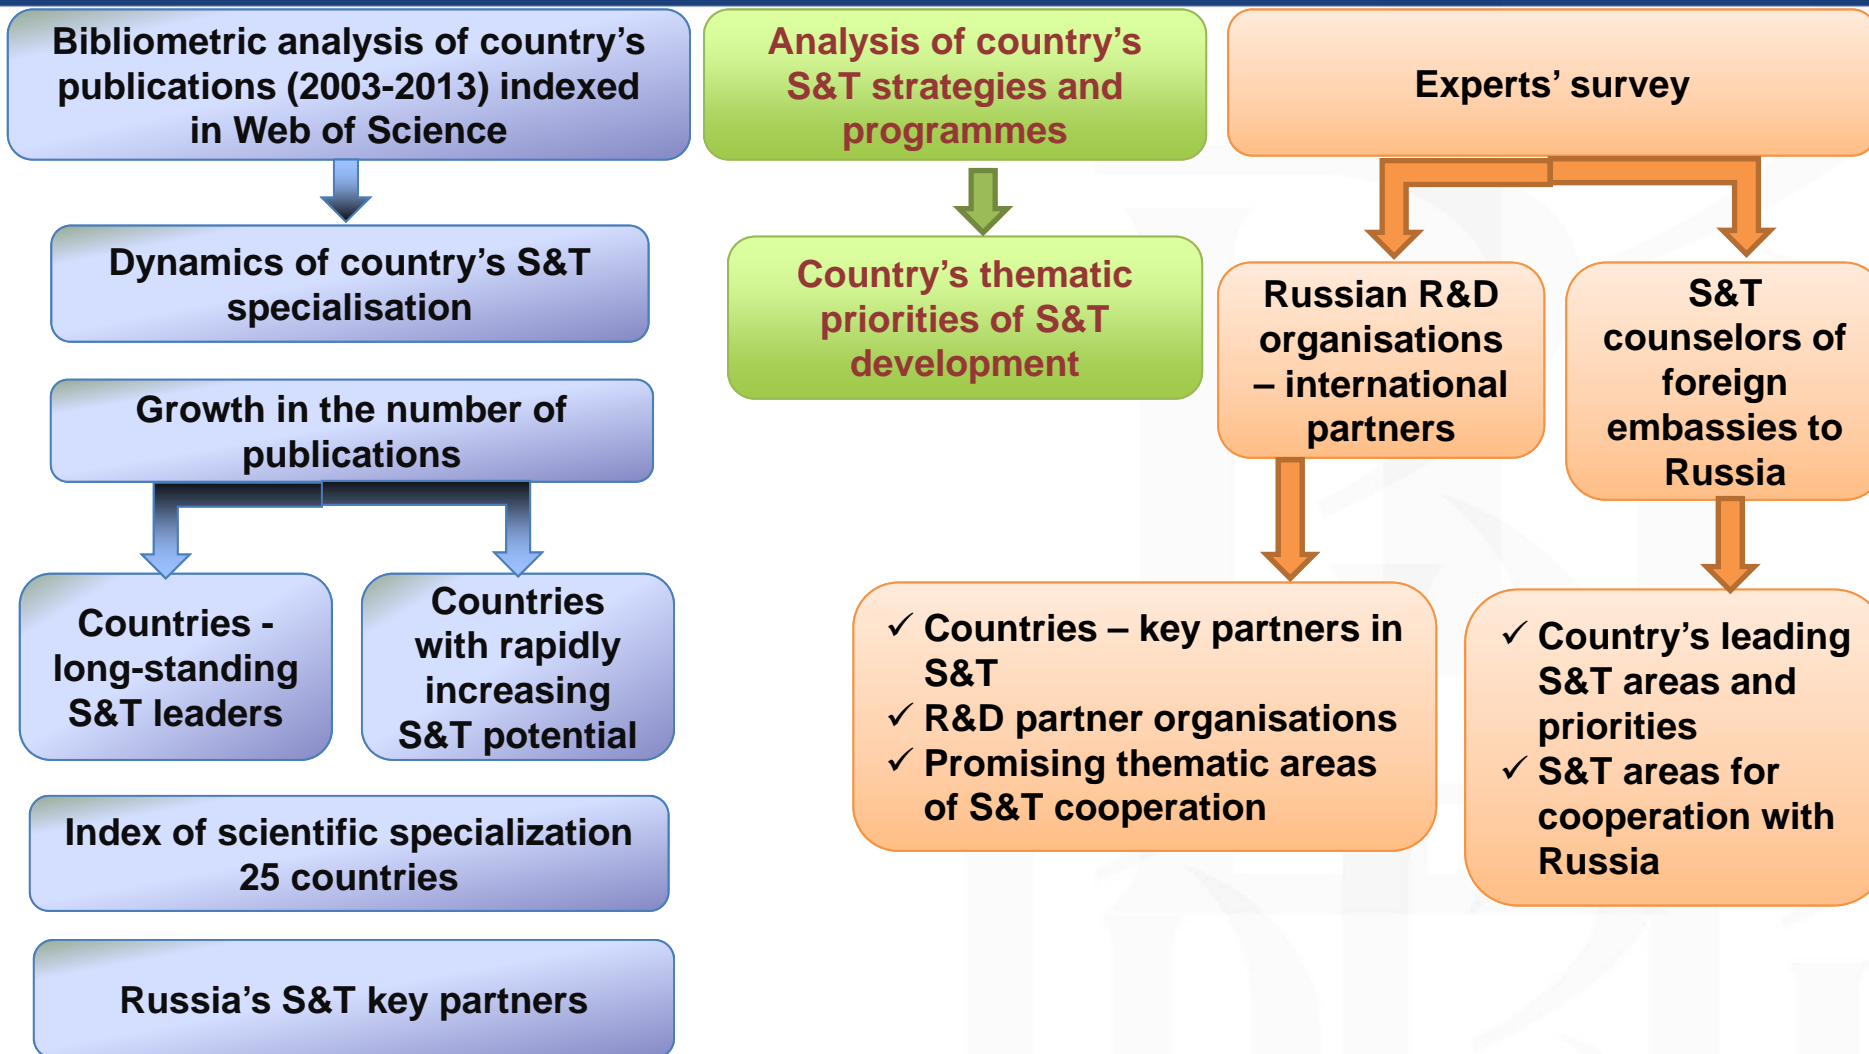 Bibliometric analysis of country’s
publications (2003-2013) indexed
in Web of Science
Dynamics of country’s S&T
specialisation
Growth in the number of
publications
Countries -
long-standing
S&T leaders
Countries
with rapidly
increasing
S&T potential
Index of scientific specialization
25 countries
Russia’s S&T key partners
Analysis of country’s
S&T strategies and
programmes
Country’s thematic
priorities of S&T
development
Experts’ survey
Russian R&D
organisations
– international
partners
S&T
counselors of
foreign
embassies to
Russia
✓ Countries – key partners in
S&T
✓ R&D partner organisations
✓ Promising thematic areas
of S&T cooperation
✓ Country’s leading
S&T areas and
priorities
✓ S&T areas for
cooperation with
Russia